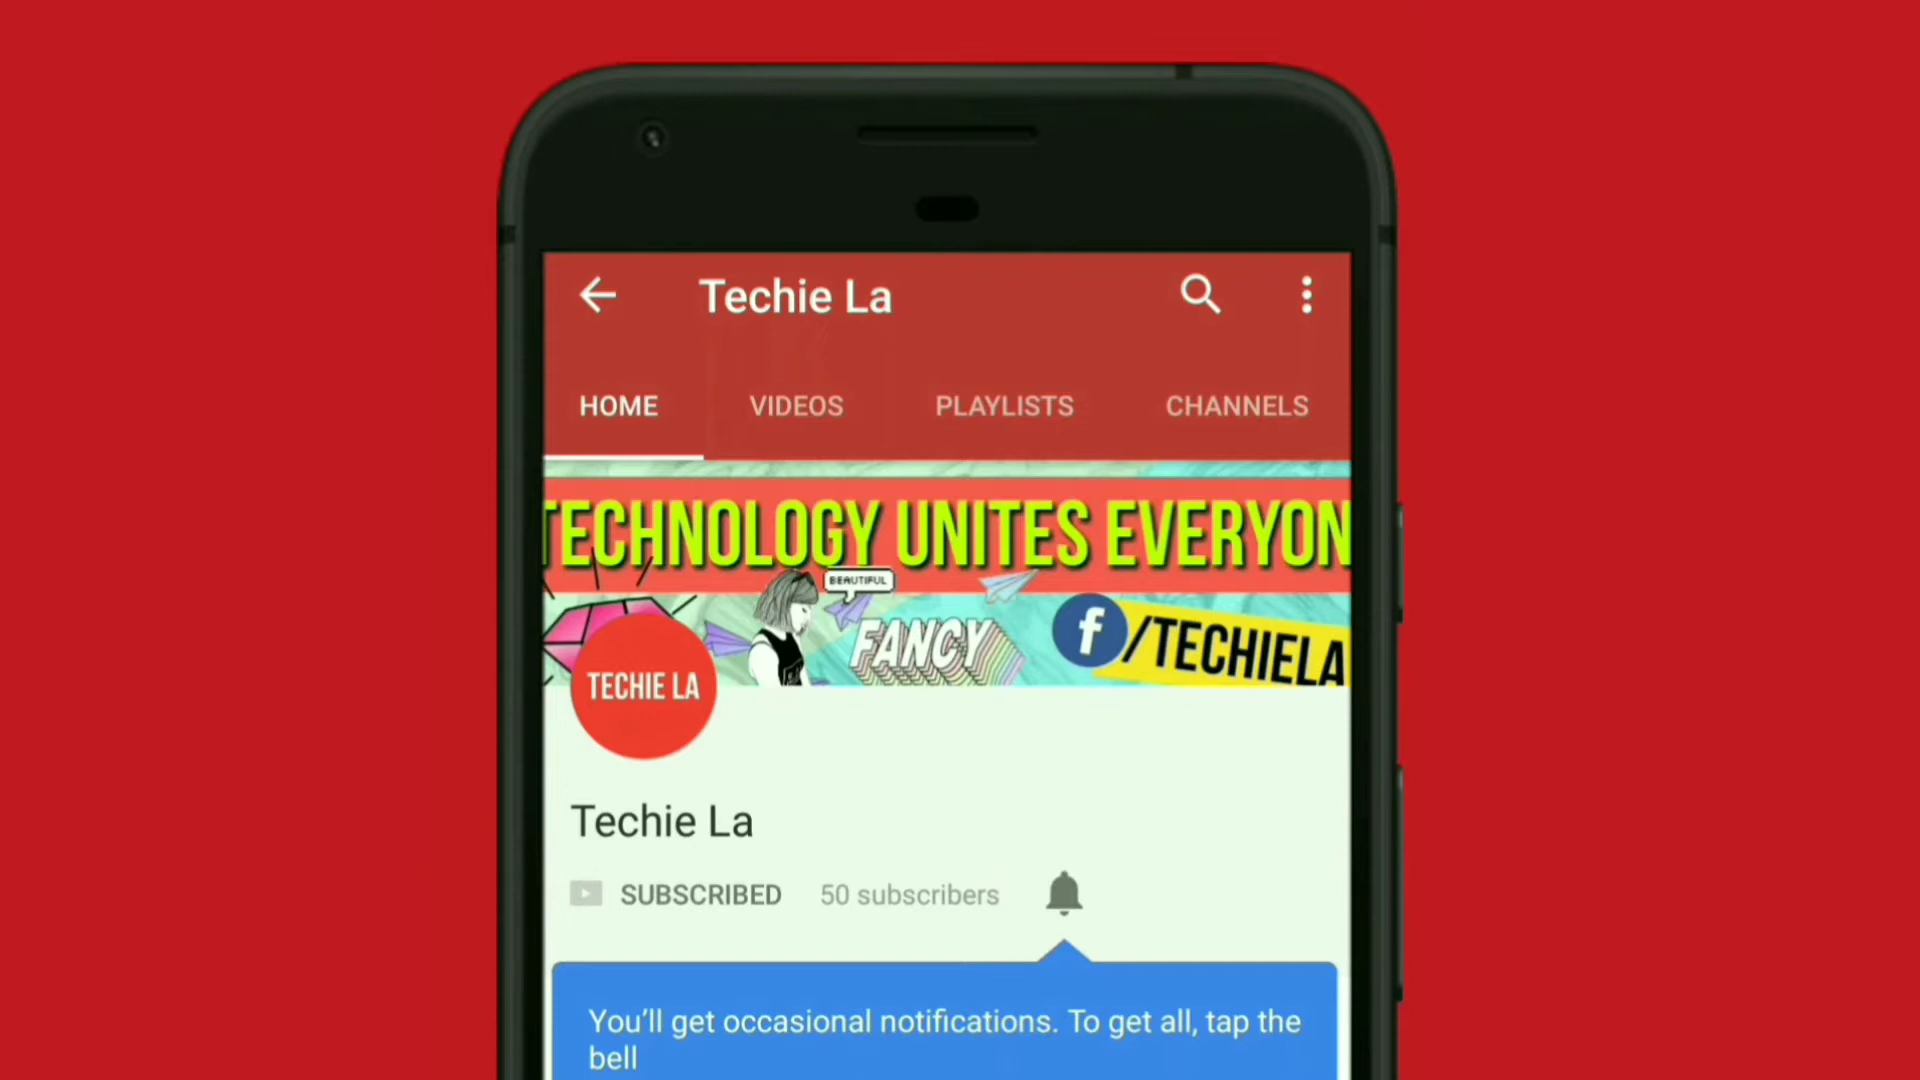 Techie La
HOME VIDEOS PLAYLISTS CHANNELS
TECHNOLOGY UNITES EVERYON
BEAUTIFUL
FANCY
f/TECHIELA
TECHIE LA
Techie La
SUBSCRIBED 50 subscribers
You'll get occasional notifications. To get all, tap the
bell